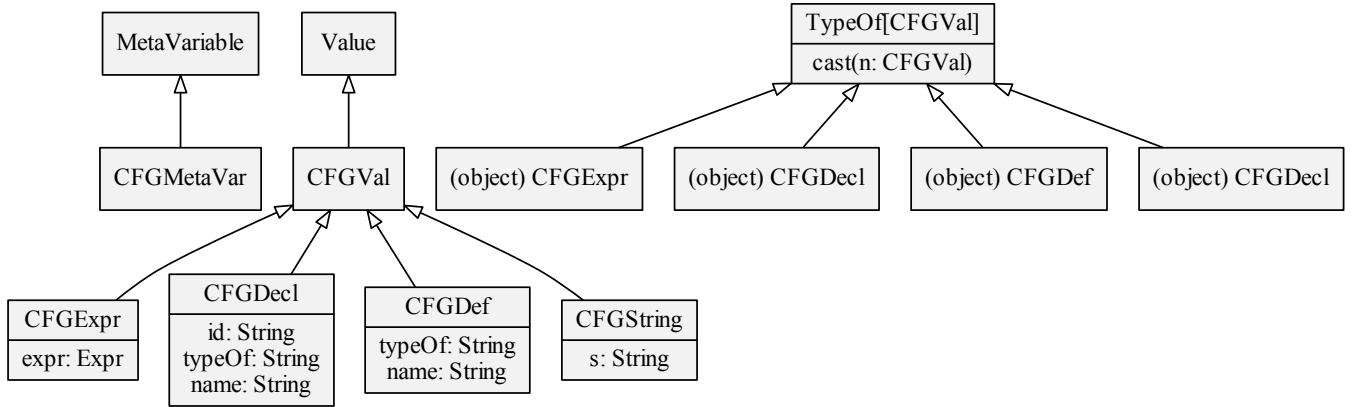 MetaVariable
Value
TypeOf[CFGVal]
cast(n: CFGVal)
CFGMetaVar
CFGVal
(object) CFGExpr
(object) CFGDecl
(object) CFGDef
(object) CFGDecl
CFGExpr
expr: Expr
CFGDecl
id: String
typeOf: String
name: String
CFGDef
typeOf: String
name: String
CFGString
s: String